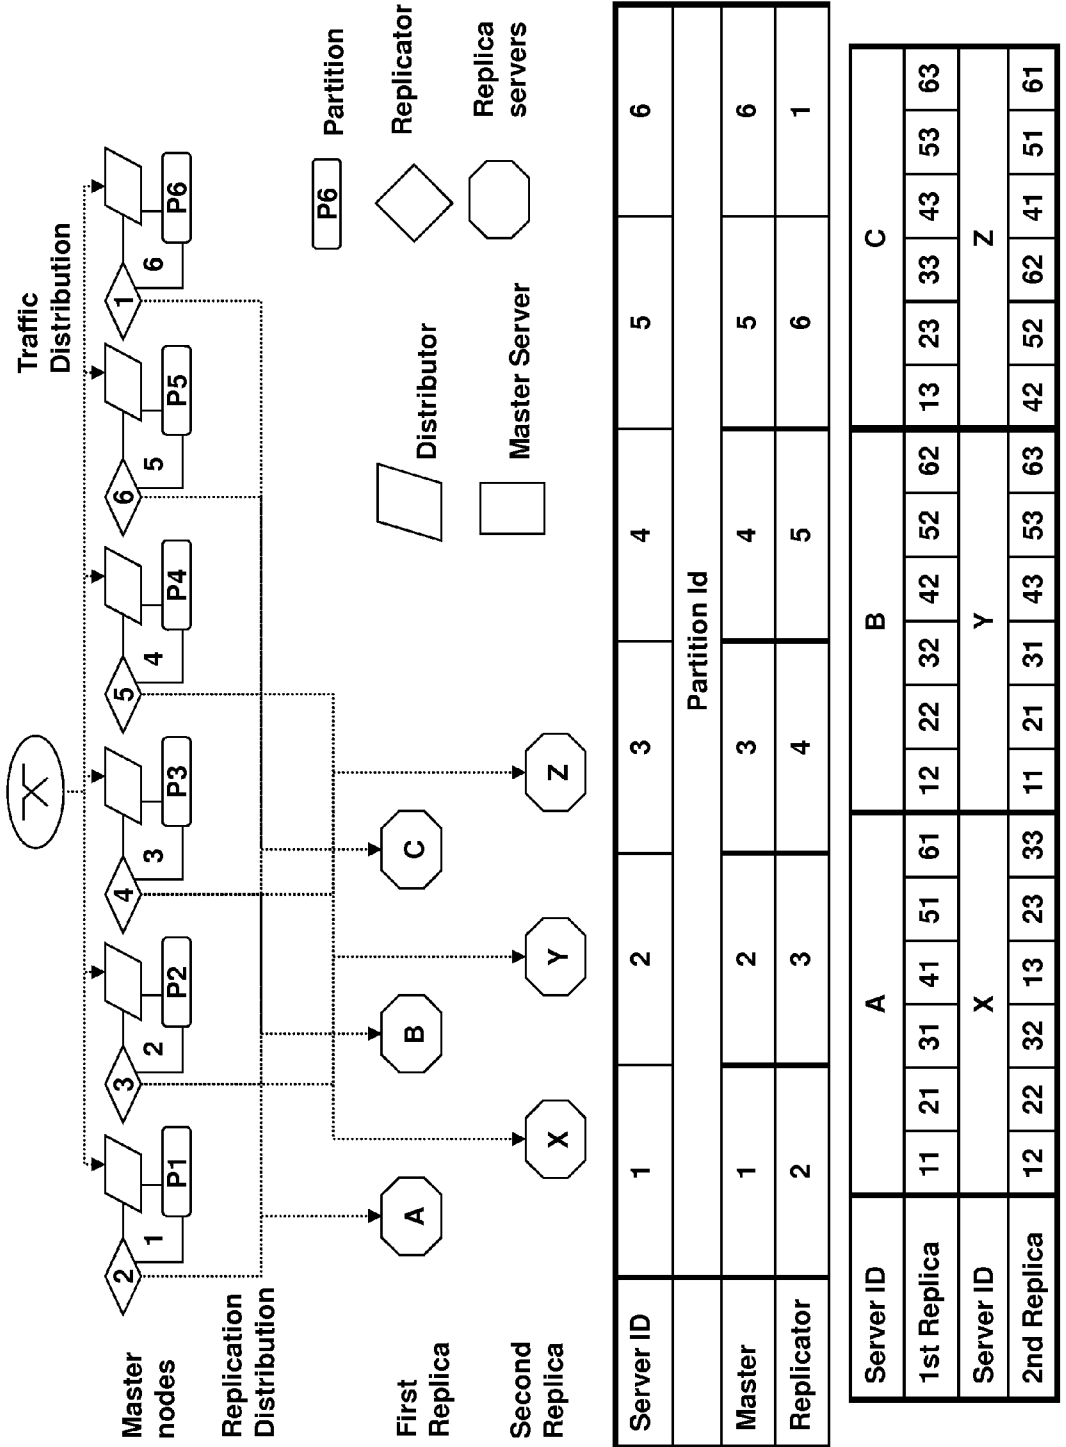 Traffic
Distribution
Master
nodes
2
1
P1
3
2
P2
4
3
P3
5
4
P4
6
5
P5
1
6
P6
Replication
Distribution
First
Replica
A
B
C
Second
Replica
X
Y
Z
Distributor
Master Server
P6
Partition
Replicator
Replica
servers
Server ID 1 2 3 4 5 6
Partition Id
Master 1 2 3 4 5 6
Replicator 2 3 4 5 6 1
Server ID A B C
1st Replica 11 21 31 41 51 61 12 22 32 42 52 62 13 23 33 43 53 63
Server ID X Y Z
2nd Replica 12 22 32 13 23 33 11 21 31 43 53 63 42 52 62 41 51 61